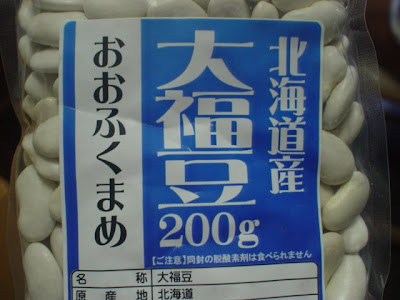 北海道産
大福豆
200g
おおふくまめ
【ご注意】同封の脱酸素剤は食べられません
名 称 大福豆
原 産 地 北海道